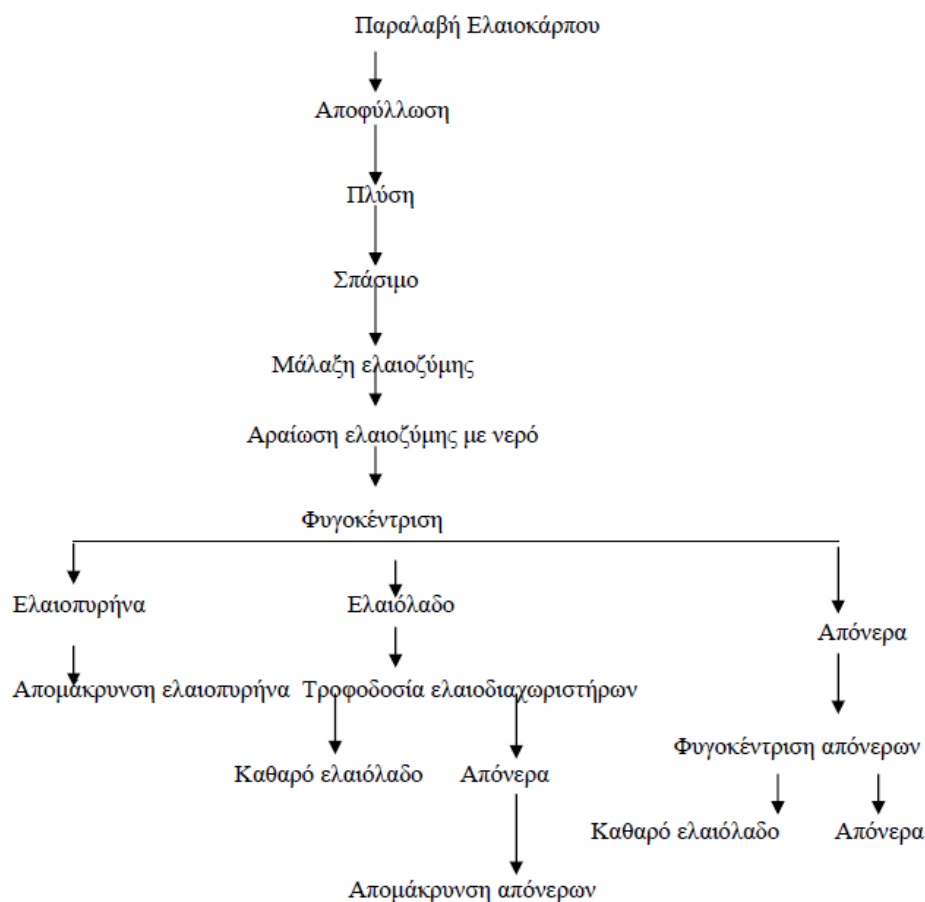 Παραλαβή Ελαιοκάρπου
Αποφύλλωση
Πλύση
Σπάσιμο
Μάλαξη ελαιοζύμης
Αραίωση ελαιοζύμης με νερό
Φυγοκέντριση
Ελαιοπυρήνα
Ελαιόλαδο
Απόνερα
Απομάκρυνση ελαιοπυρήνα
Τροφοδοσία ελαιοδιαχωριστήρων
Φυγοκέντριση απόνερων
Καθαρό ελαιόλαδο
Απόνερα
Καθαρό ελαιόλαδο
Απόνερα
Απομάκρυνση απόνερων